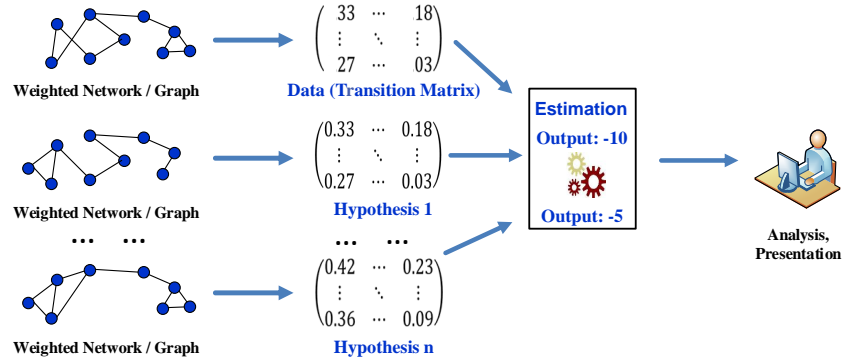 33 ⋯ 18
⋮ ⋱ ⋮
27 ⋯ 03
Weighted Network / Graph
Data (Transition Matrix)
0.33 ⋯ 0.18
⋮ ⋱ ⋮
0.27 ⋯ 0.03
Weighted Network / Graph
Hypothesis 1
... ...
... ...
0.42 ⋯ 0.23
⋮ ⋱ ⋮
0.36 ⋯ 0.09
Weighted Network / Graph
Hypothesis n
Estimation
Output: -10
Output: -5
Analysis,
Presentation